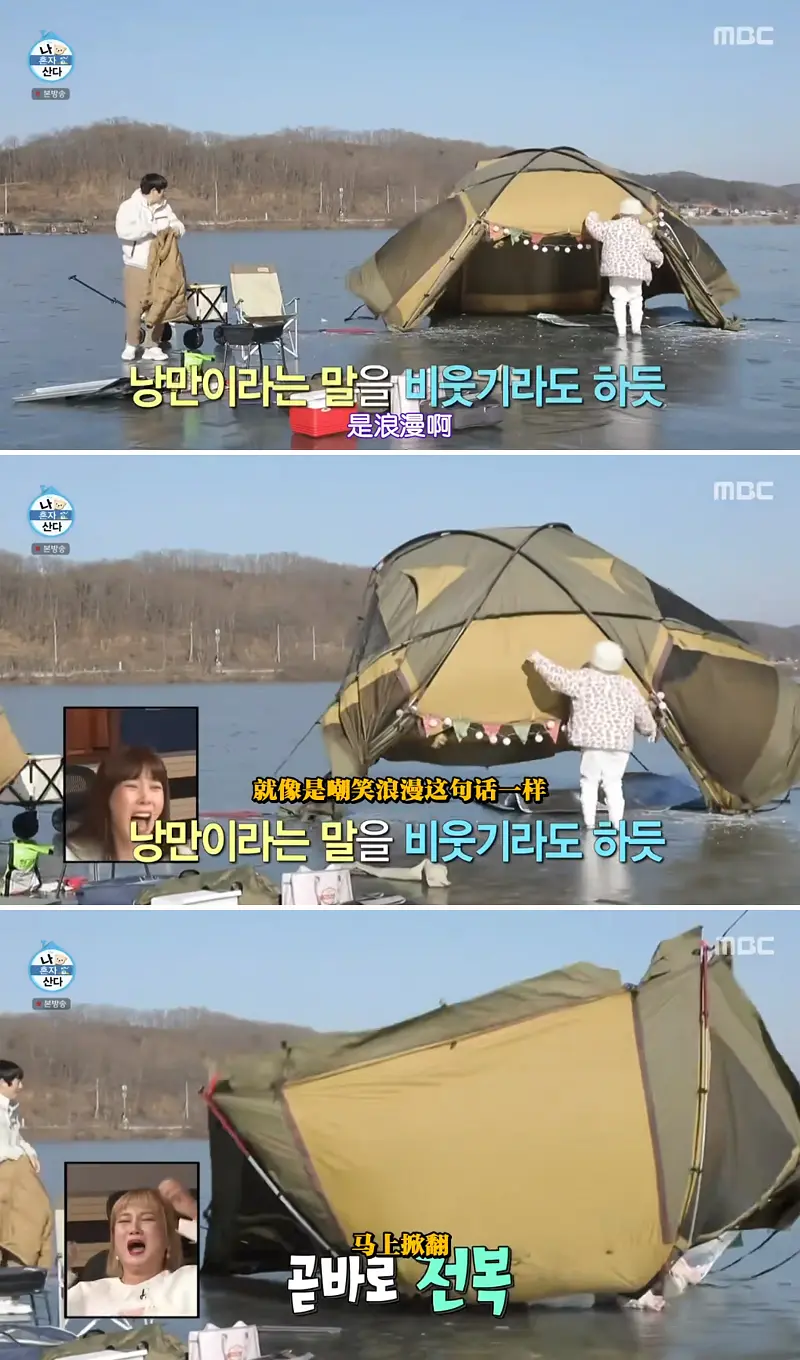 MBC
나
혼자
산다
본방송
낭만이라는 말을 비웃기라도 하듯
是浪漫啊
MBC
나
혼자
산다
본방송
就像是嘲笑浪漫这句话一样
낭만이라는 말을 비웃기라도 하듯
MBC
나
혼자
산다
본방송
马上掀翻
곧바로 전복